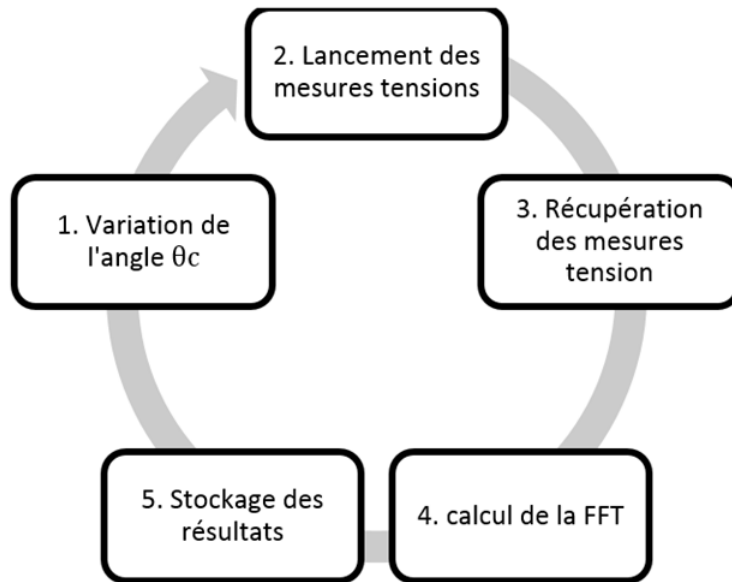 2. Lancement des
mesures tensions
1. Variation de
l'angle θc
3. Récupération
des mesures
tension
5. Stockage des
résultats
4. calcul de la FFT